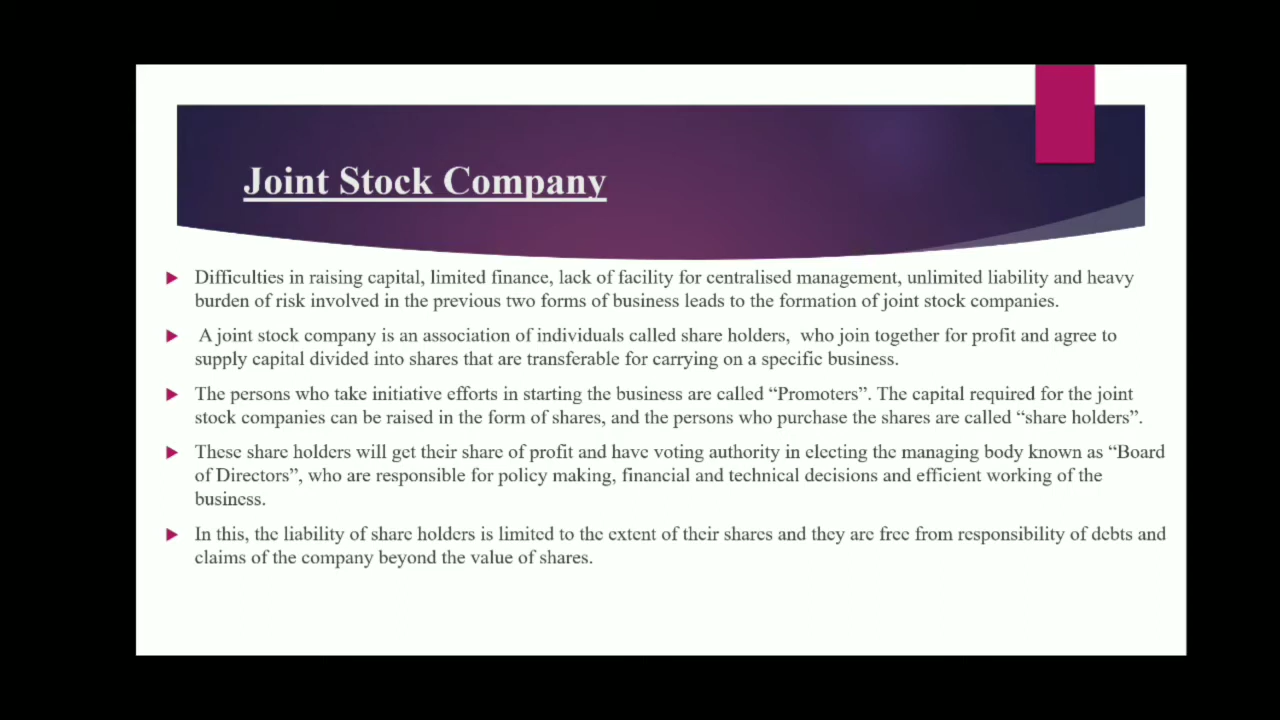 Joint Stock Company
Difficulties in raising capital, limited finance, lack of facility for centralised management, unlimited liability and heavy
burden of risk involved in the previous two forms of business leads to the formation of joint stock companies.
A joint stock company is an association of individuals called share holders, who join together for profit and agree to
supply capital divided into shares that are transferable for carrying on a specific business.
The persons who take initiative efforts in starting the business are called “Promoters”. The capital required for the joint
stock companies can be raised in the form of shares, and the persons who purchase the shares are called “share holders”.
These share holders will get their share of profit and have voting authority in electing the managing body known as “Board
of Directors”, who are responsible for policy making, financial and technical decisions and efficient working of the
business.
In this, the liability of share holders is limited to the extent of their shares and they are free from responsibility of debts and
claims of the company beyond the value of shares.